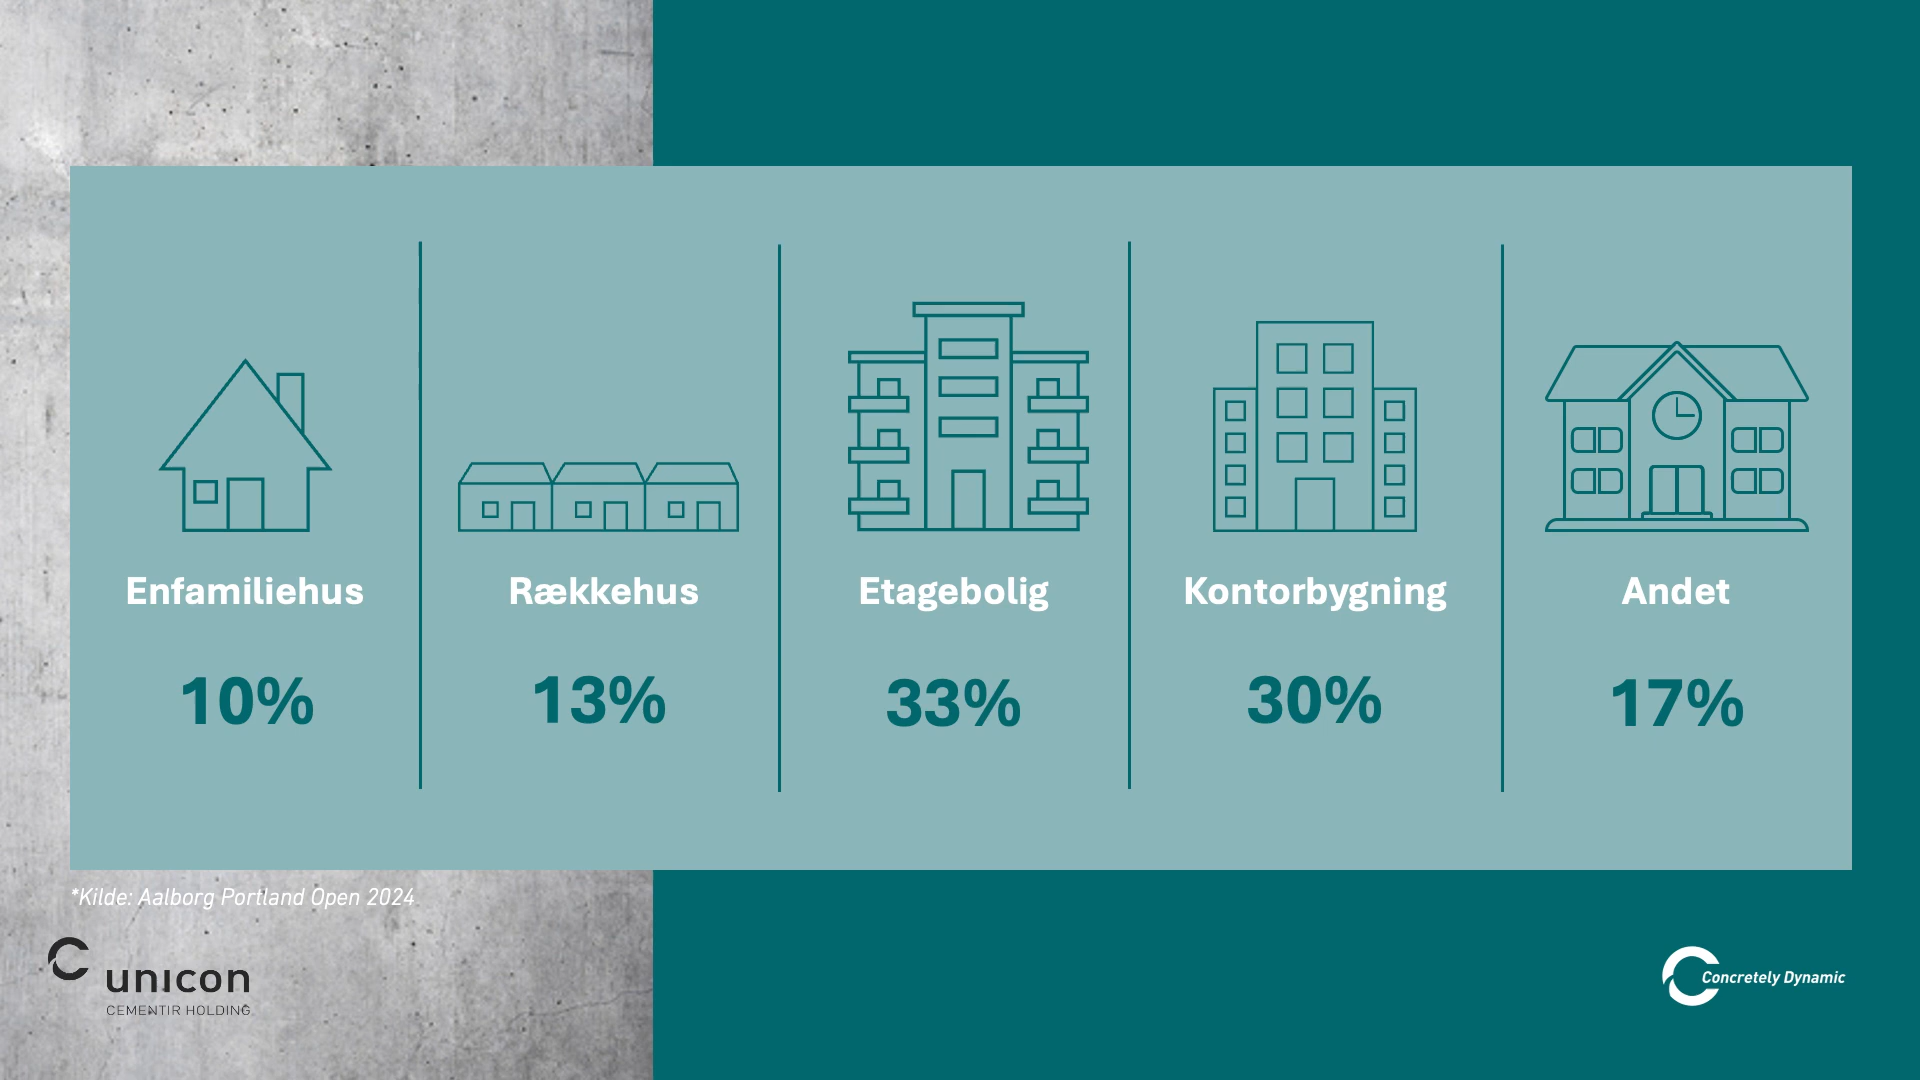 Enfamiliehus
Rækkehus
Etagebolig
Kontorbygning
Andet
10%
13%
33%
30%
17%
*Kilde: Aalborg Portland Open 2024
unicon
CEMENTIR HOLDING
Concretely Dynamic